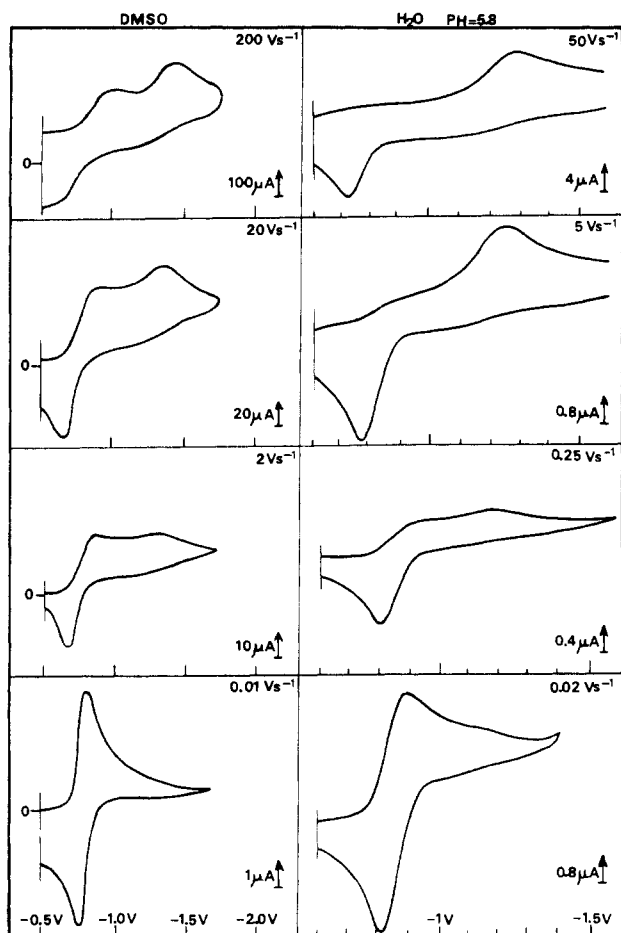 DMSO H₂O PH=5.8
200 Vs⁻¹ 50Vs⁻¹
0
100μA 4μA
20 Vs⁻¹ 5Vs⁻¹
0
20μA 0.8μA
2 Vs⁻¹ 0.25 Vs⁻¹
0
10μA 0.4μA
0.01 Vs⁻¹ 0.02 Vs⁻¹
0
1μA 0.8μA
-0.5V -1.0V -1.5V -2.0V -1V -1.5V